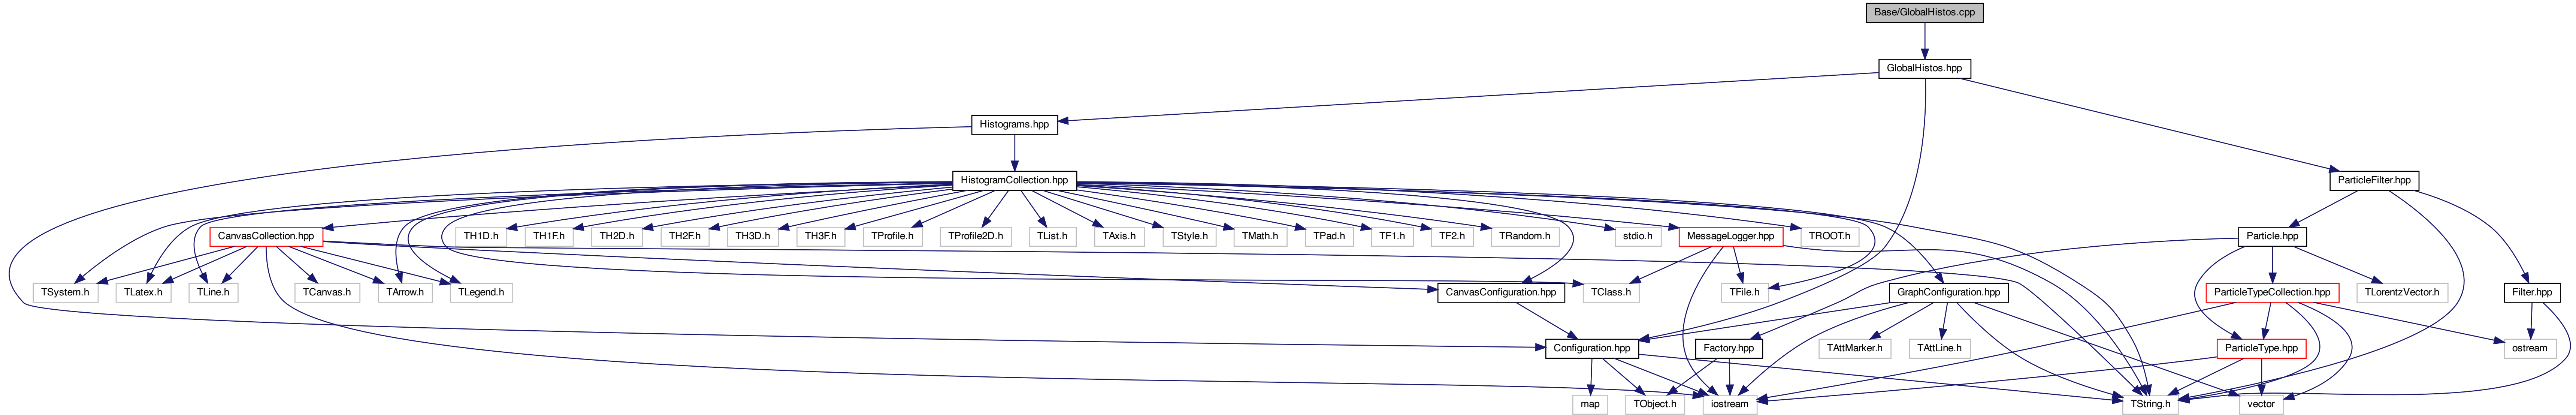 Base/GlobalHistos.cpp
GlobalHistos.hpp
Histograms.hpp
HistogramCollection.hpp
ParticleFilter.hpp
CanvasCollection.hpp
TH1D.h
TH1F.h
TH2D.h
TH2F.h
TH3D.h
TH3F.h
TProfile.h
TProfile2D.h
TList.h
TAxis.h
TStyle.h
TMath.h
TPad.h
TF1.h
TF2.h
TRandom.h
stdio.h
MessageLogger.hpp
TROOT.h
Particle.hpp
TSystem.h
TLatex.h
TLine.h
TCanvas.h
TArrow.h
TLegend.h
CanvasConfiguration.hpp
TClass.h
TFile.h
GraphConfiguration.hpp
ParticleTypeCollection.hpp
TLorentzVector.h
Filter.hpp
Configuration.hpp
Factory.hpp
TAttMarker.h
TAttLine.h
ParticleType.hpp
ostream
map
TObject.h
iostream
TString.h
vector